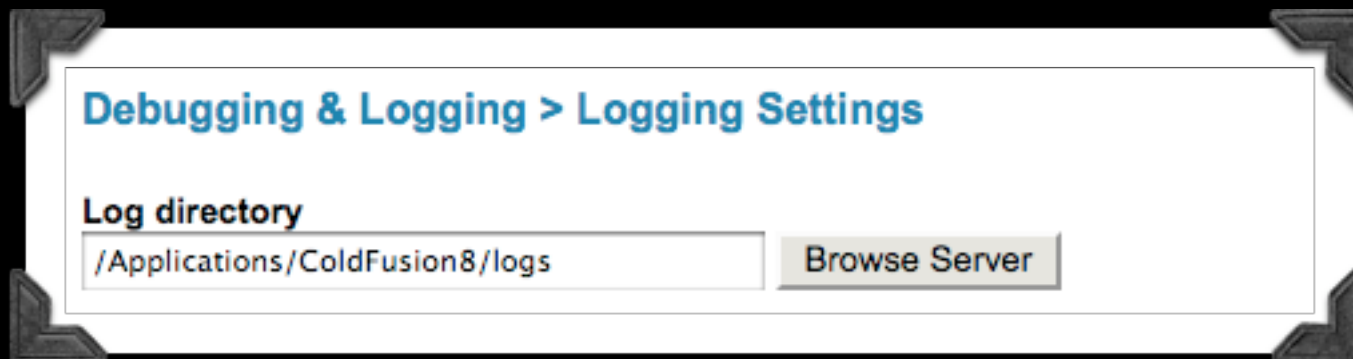 Debugging & Logging > Logging Settings
Log directory
/Applications/ColdFusion8/logs Browse Server